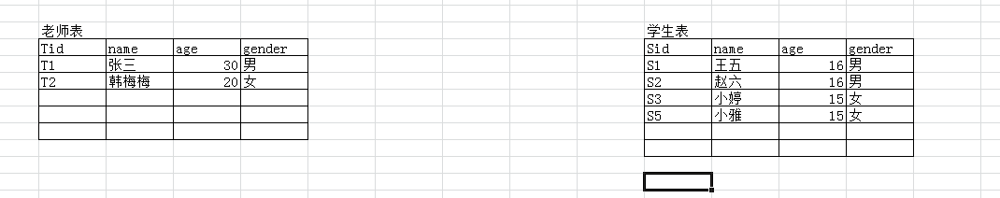 老师表 学生表
Tid name age gender Sid name age gender
T1 张三 30 男 S1 王五 16 男
T2 韩梅梅 20 女 S2 赵六 16 男
S3 小婷 15 女
S5 小雅 15 女